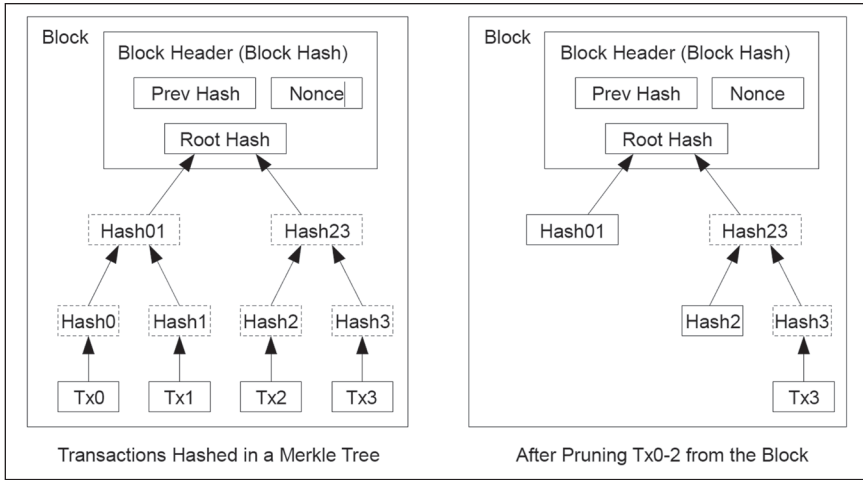 Block
Block Header (Block Hash)
Prev Hash
Nonce
Root Hash
Hash01
Hash23
Hash0
Hash1
Hash2
Hash3
Tx0
Tx1
Tx2
Tx3
Transactions Hashed in a Merkle Tree
Block
Block Header (Block Hash)
Prev Hash
Nonce
Root Hash
Hash01
Hash23
Hash2
Hash3
Tx3
After Pruning Tx0-2 from the Block